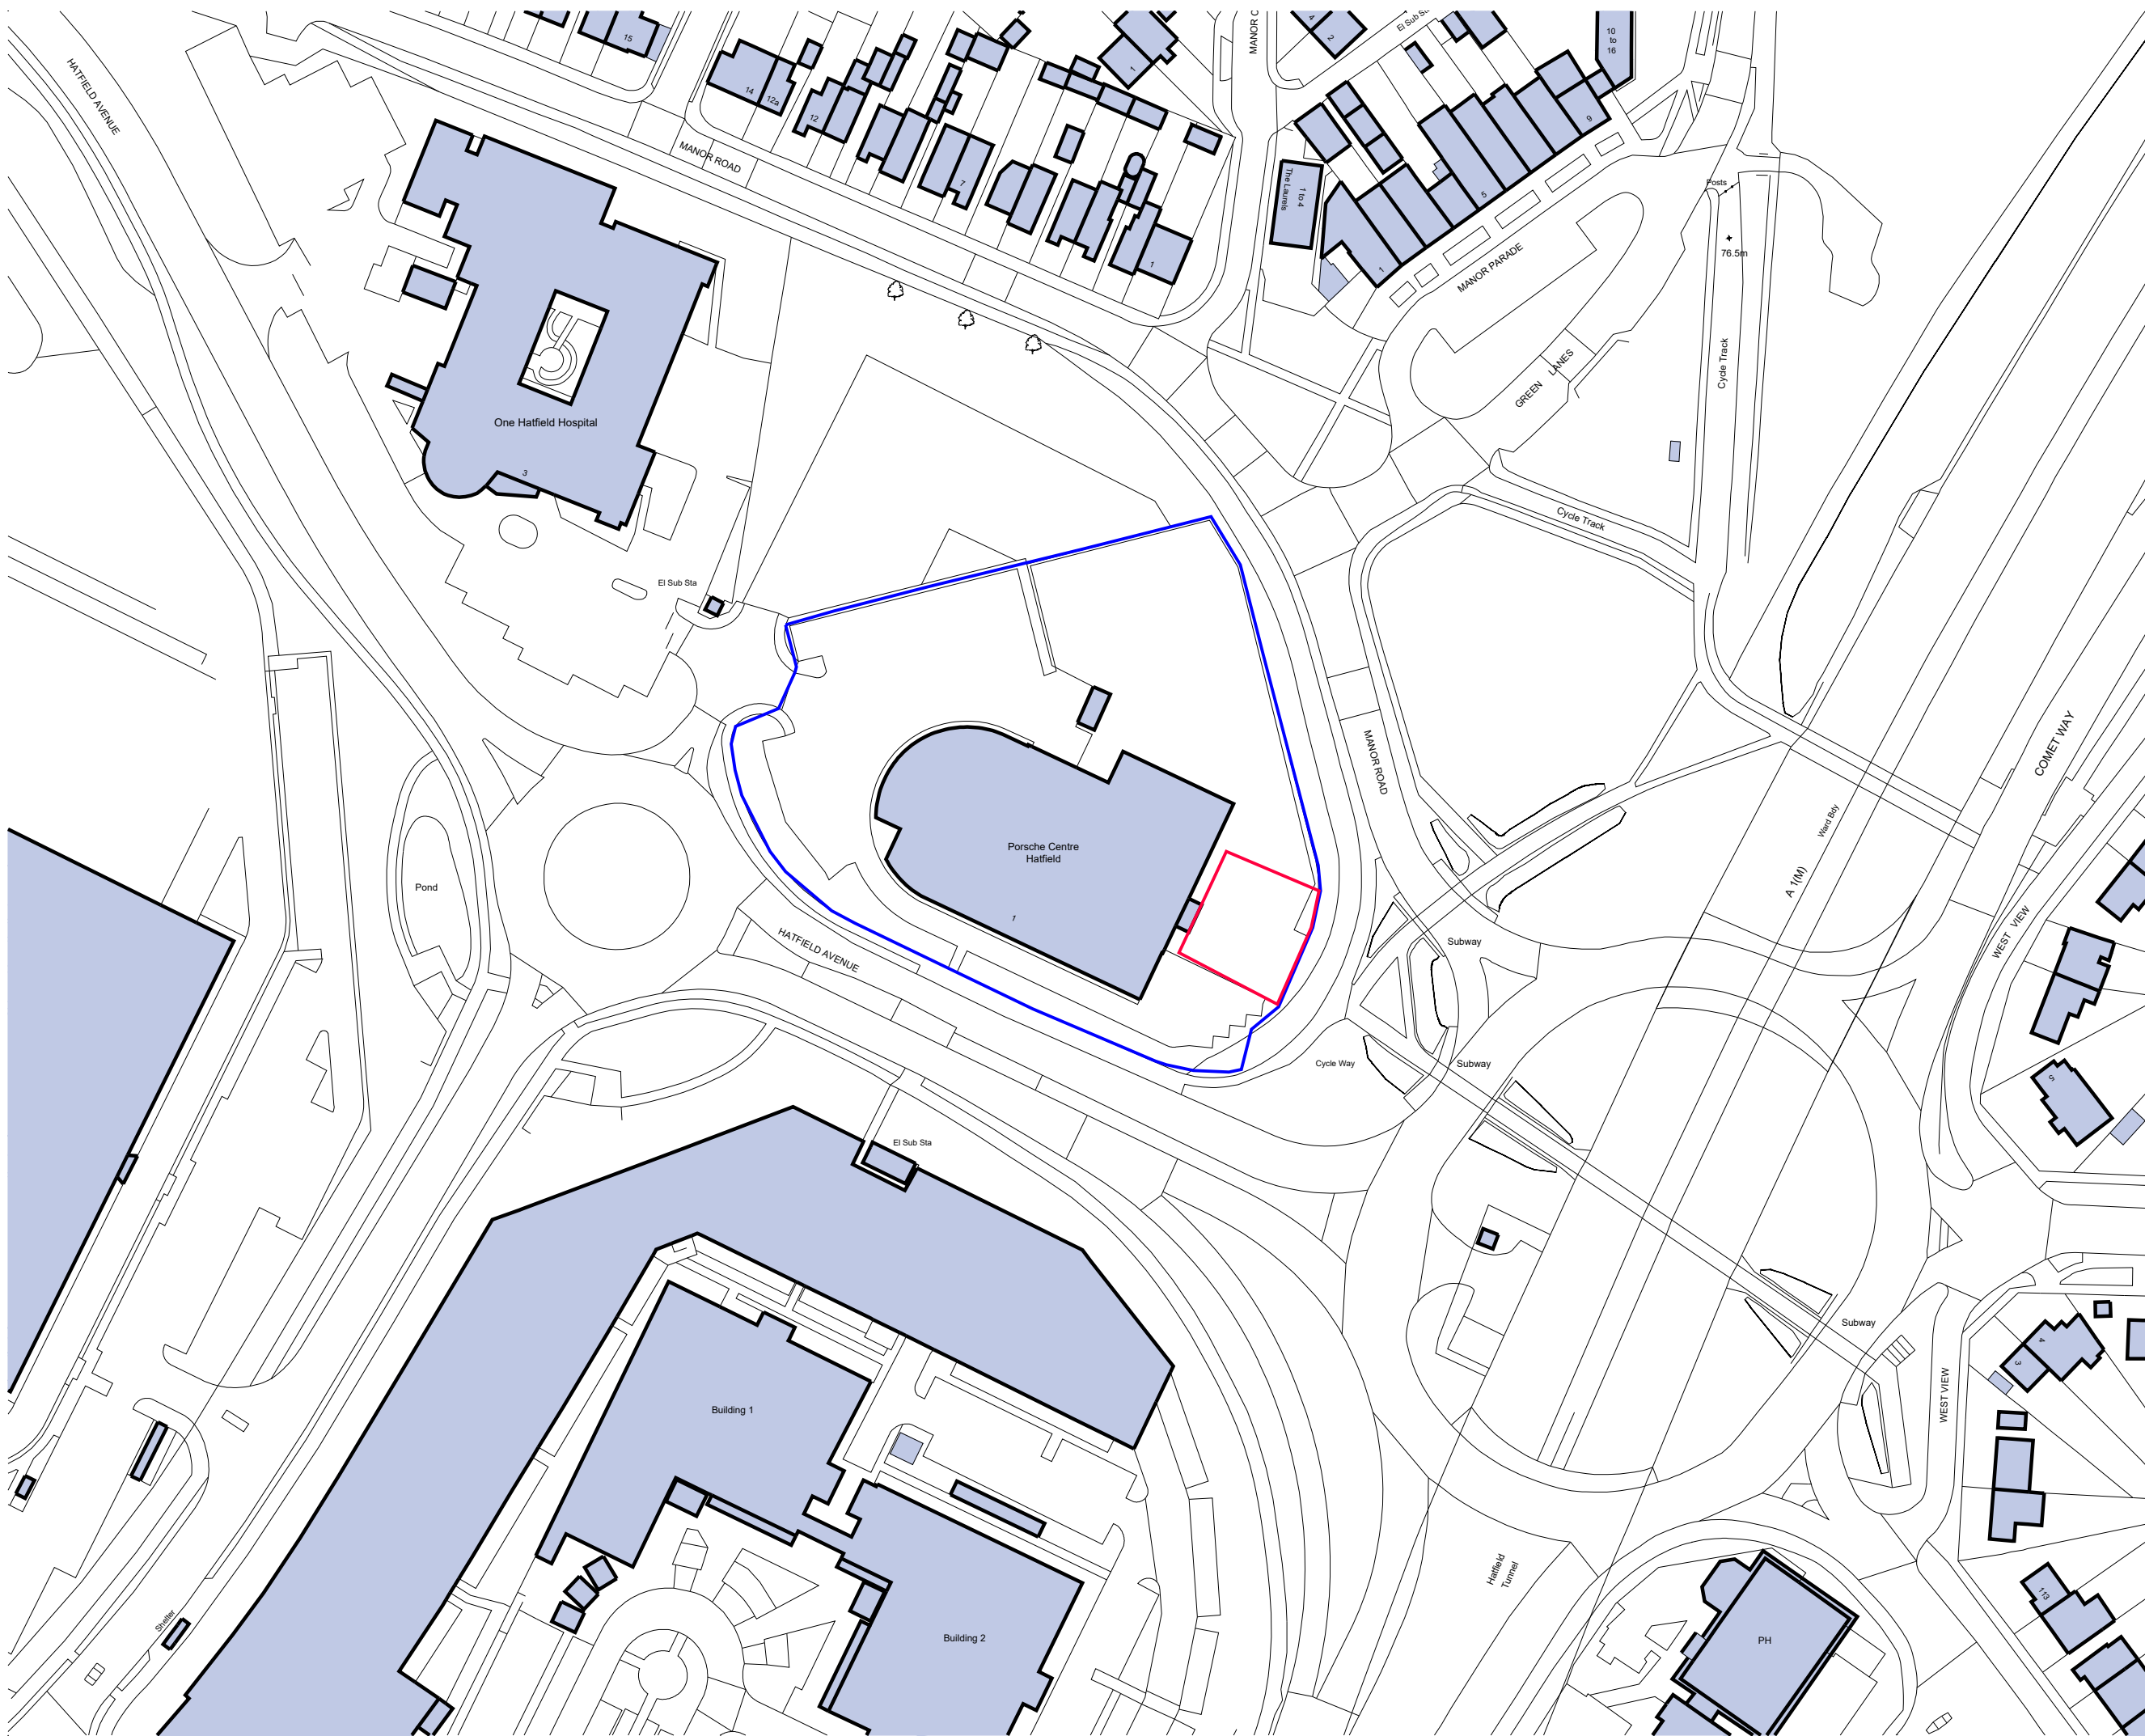 HATFIELD AVENUE
15
14
12a
12
MANOR ROAD
7
1
1
MANOR C
4
2
El Sub St
10
to
16
9
5
1
The Laurels
1 to 4
MANOR PARADE
Posts
76.5m
Cycle Track
GREEN LANES
One Hatfield Hospital
3
El Sub Sta
Cycle Track
MANOR ROAD
COMET WAY
Ward Bdy
A 1(M)
WEST VIEW
Porsche Centre
Hatfield
1
Pond
HATFIELD AVENUE
Subway
Cycle Way
Subway
5
El Sub Sta
Subway
4
3
WEST VIEW
Building 1
Hatfield
Tunnel
113
Shelter
Building 2
PH